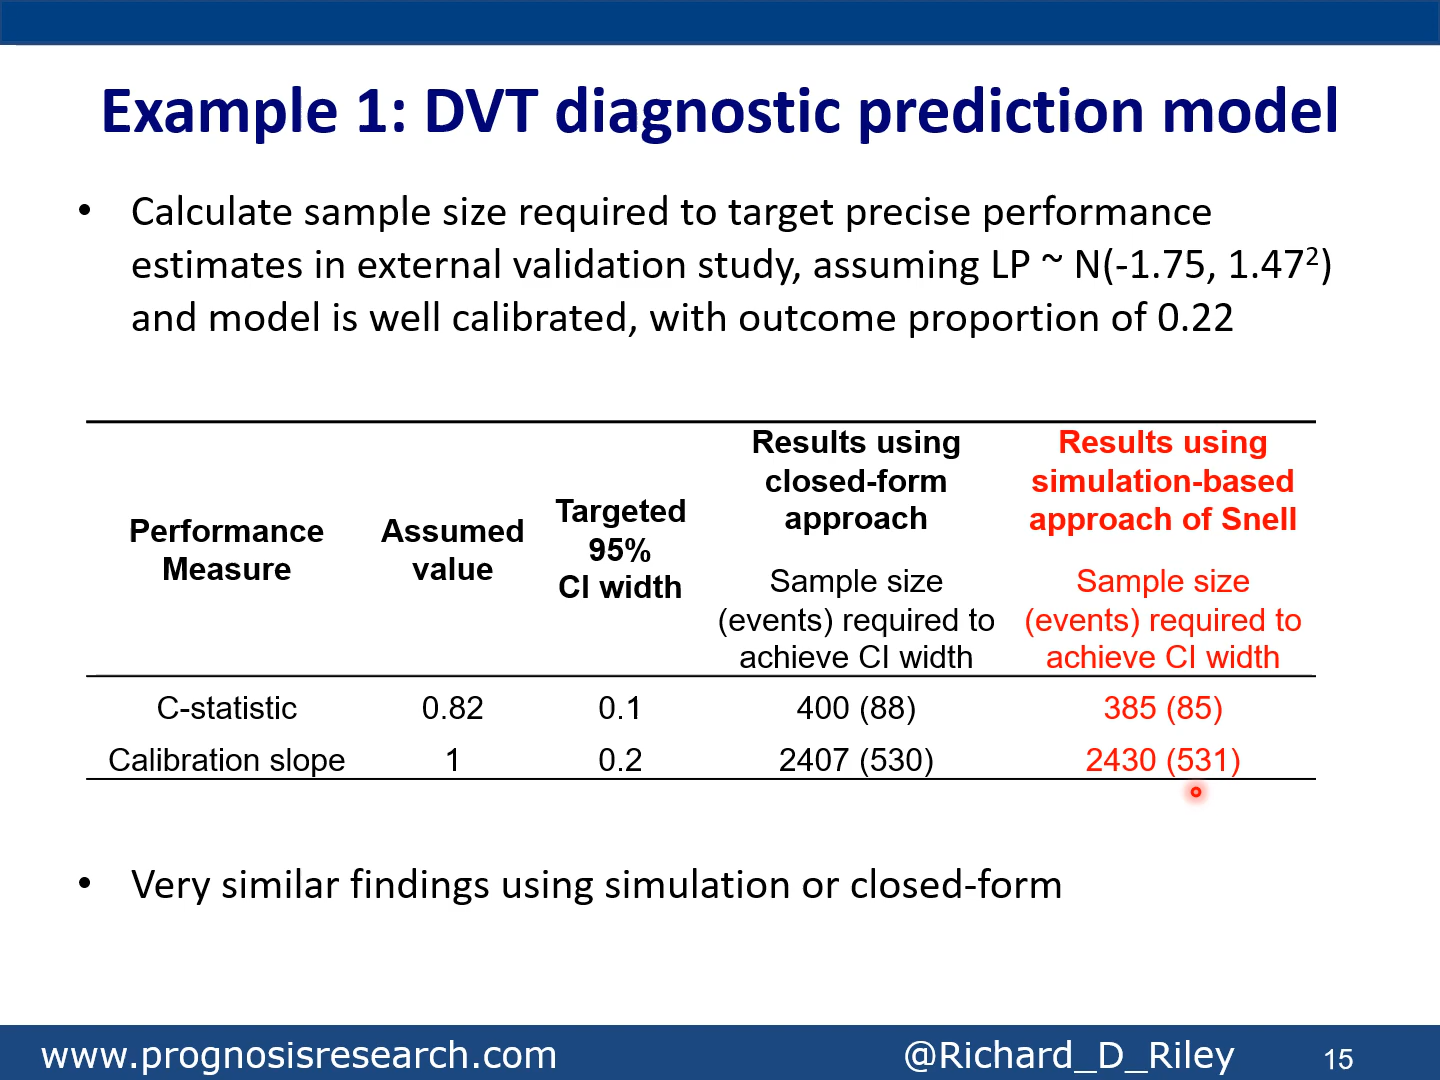 Example 1: DVT diagnostic prediction model
• Calculate sample size required to target precise performance
estimates in external validation study, assuming LP ~ N(-1.75, 1.47²)
and model is well calibrated, with outcome proportion of 0.22
Performance
Measure
Assumed
value
Targeted
95%
CI width
Results using
closed-form
approach
Sample size
(events) required to
achieve CI width
Results using
simulation-based
approach of Snell
Sample size
(events) required to
achieve CI width
C-statistic 0.82 0.1 400 (88) 385 (85)
Calibration slope 1 0.2 2407 (530) 2430 (531)
• Very similar findings using simulation or closed-form
www.prognosisresearch.com @Richard_D_Riley 15